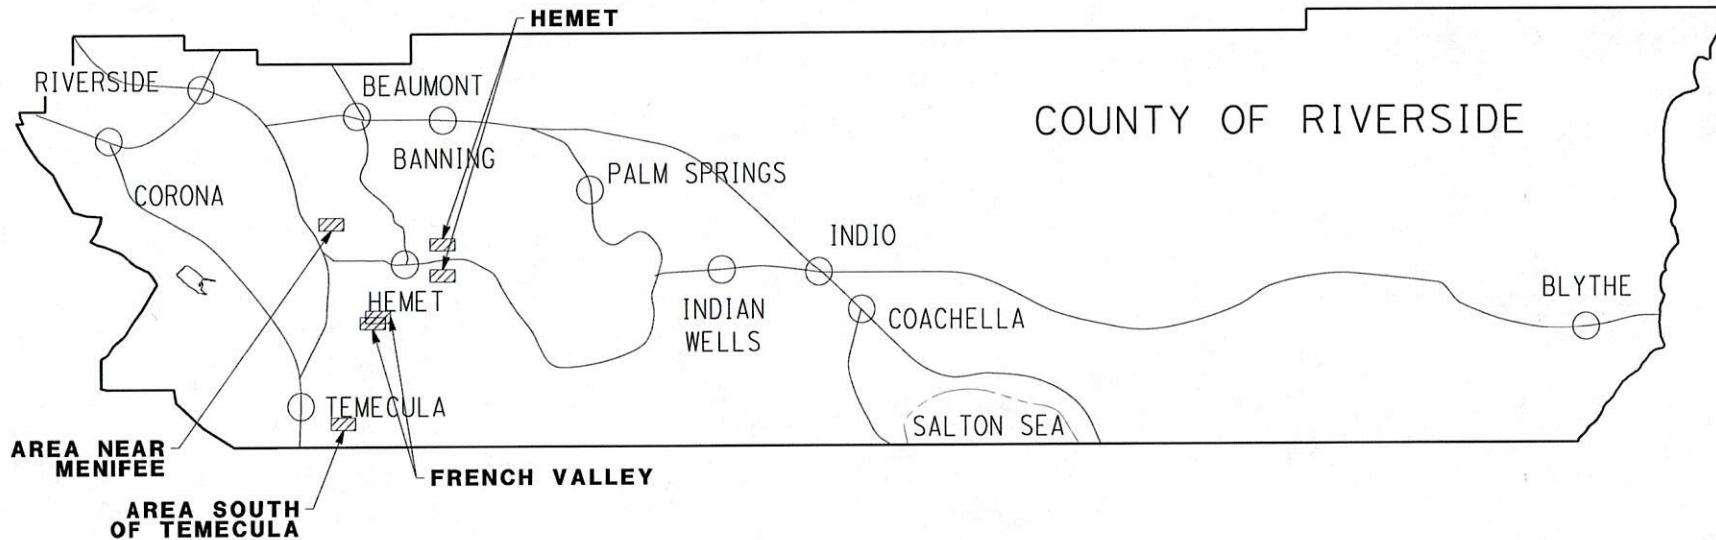 HEMET
RIVERSIDE
BEAUMONT
COUNTY OF RIVERSIDE
BANNING
PALM SPRINGS
CORONA
INDIO
HEMET
INDIAN
WELLS
COACHELLA
BLYTHE
TEMECULA
SALTON SEA
AREA NEAR
MENIFEE
FRENCH VALLEY
AREA SOUTH
OF TEMECULA